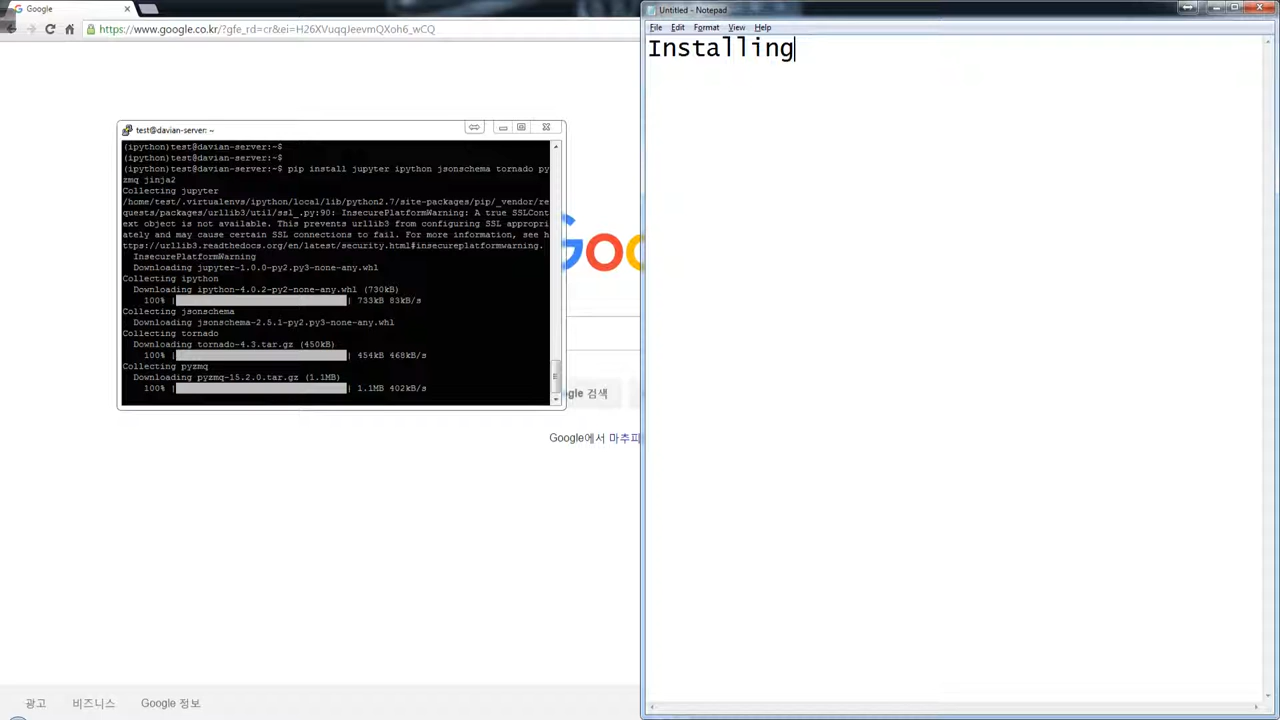 Google
https://www.google.co.kr/?gfe_rd=cr&ei=H26XVuqqJeevmQXoh6_wCQ
test@davian-server: ~
(ipython)test@davian-server:~$
(ipython)test@davian-server:~$
(ipython)test@davian-server:~$ pip install jupyter ipython jsonschema tornado py
zmq jinja2
Collecting jupyter
/home/test/.virtualenvs/ipython/local/lib/python2.7/site-packages/pip/_vendor/re
quests/packages/urllib3/util/ssl_.py:90: InsecurePlatformWarning: A true SSLCont
ext object is not available. This prevents urllib3 from configuring SSL appropri
ately and may cause certain SSL connections to fail. For more information, see h
ttps://urllib3.readthedocs.org/en/latest/security.html#insecureplatformwarning.
InsecurePlatformWarning
Downloading jupyter-1.0.0-py2.py3-none-any.whl
Collecting ipython
Downloading ipython-4.0.2-py2-none-any.whl (730kB)
100% | | 733kB 83kB/s
Collecting jsonschema
Downloading jsonschema-2.5.1-py2.py3-none-any.whl
Collecting tornado
Downloading tornado-4.3.tar.gz (450kB)
100% | | 454kB 468kB/s
Collecting pyzmq
Downloading pyzmq-15.2.0.tar.gz (1.1MB)
100% | | 1.1MB 402kB/s
Goo
gle 검색
Google에서 마추피
광고 비즈니스 Google 정보
Untitled - Notepad
File Edit Format View Help
Installing